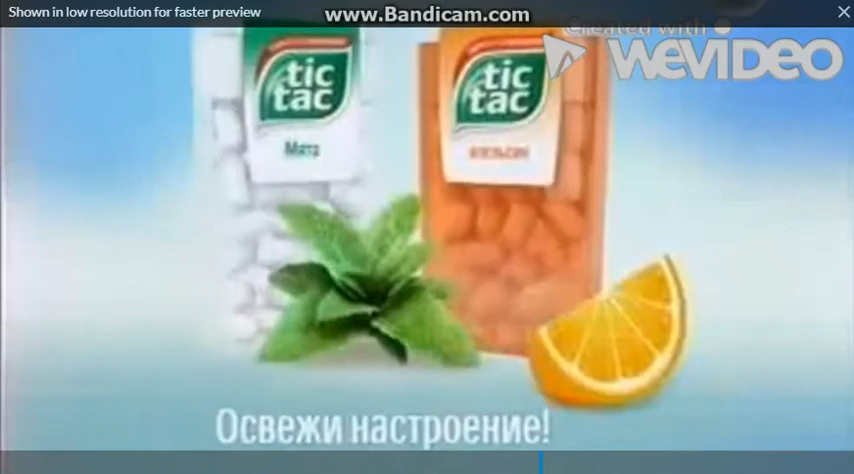 Shown in low resolution for faster preview
www.Bandicam.com
Created with
WEVIDEO
tic
tac
Мята
tic
tac
АПЕЛЬСИН
Освежи настроение!